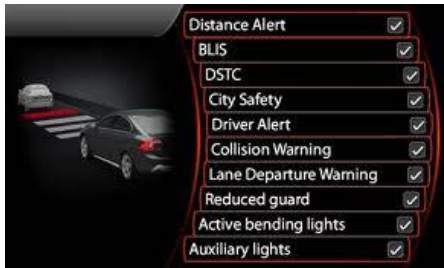 Distance Alert
BLIS
DSTC
City Safety
Driver Alert
Collision Warning
Lane Departure Warning
Reduced guard
Active bending lights
Auxiliary lights